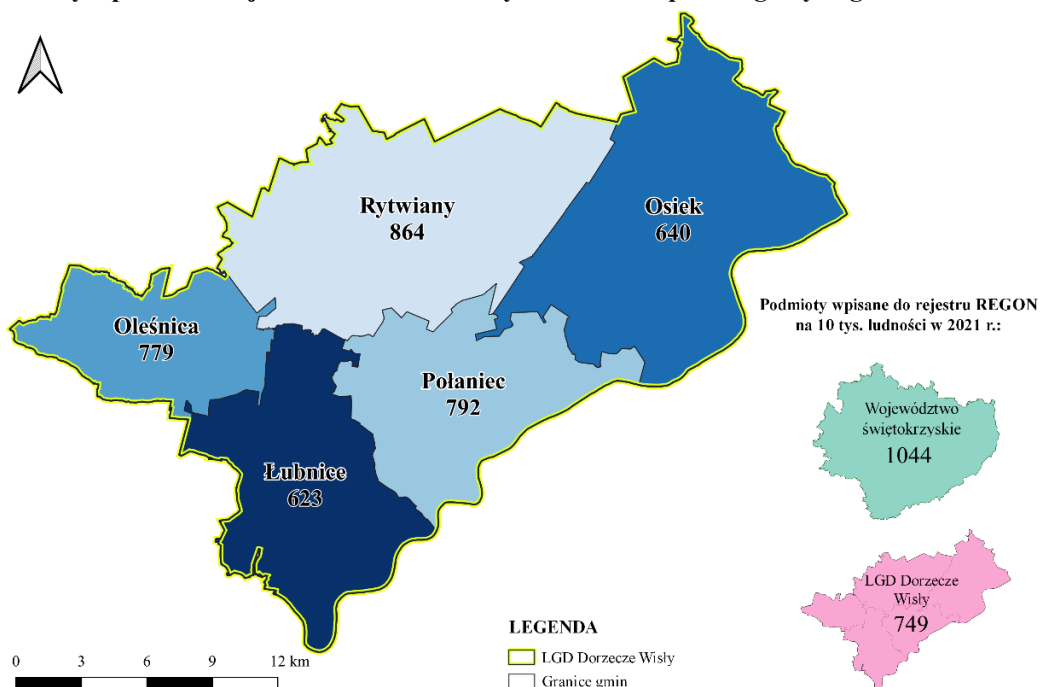 Rytwiany
864
Osiek
640
Oleśnica
779
Połaniec
792
Łubnice
623
Podmioty wpisane do rejestru REGON
na 10 tys. ludności w 2021 r.:
Województwo
świętokrzyskie
1044
LGD Dorzecze
Wisły
749
LEGENDA
LGD Dorzecze Wisły
Granice gmin
0 3 6 9 12 km